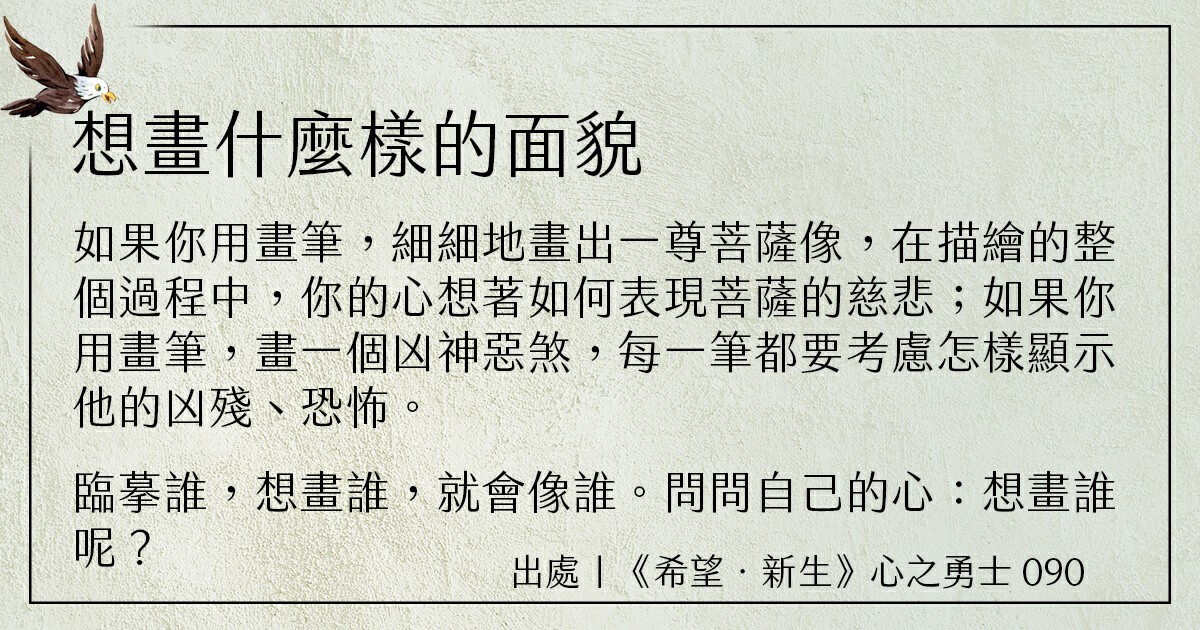 想畫什麼樣的面貌
如果你用畫筆，細細地畫出一尊菩薩像，在描繪的整
個過程中，你的心想著如何表現菩薩的慈悲；如果你
用畫筆，畫一個凶神惡煞，每一筆都要考慮怎樣顯示
他的凶殘、恐怖。
臨摹誰，想畫誰，就會像誰。問問自己的心：想畫誰
呢？
出處丨《希望．新生》心之勇士 090